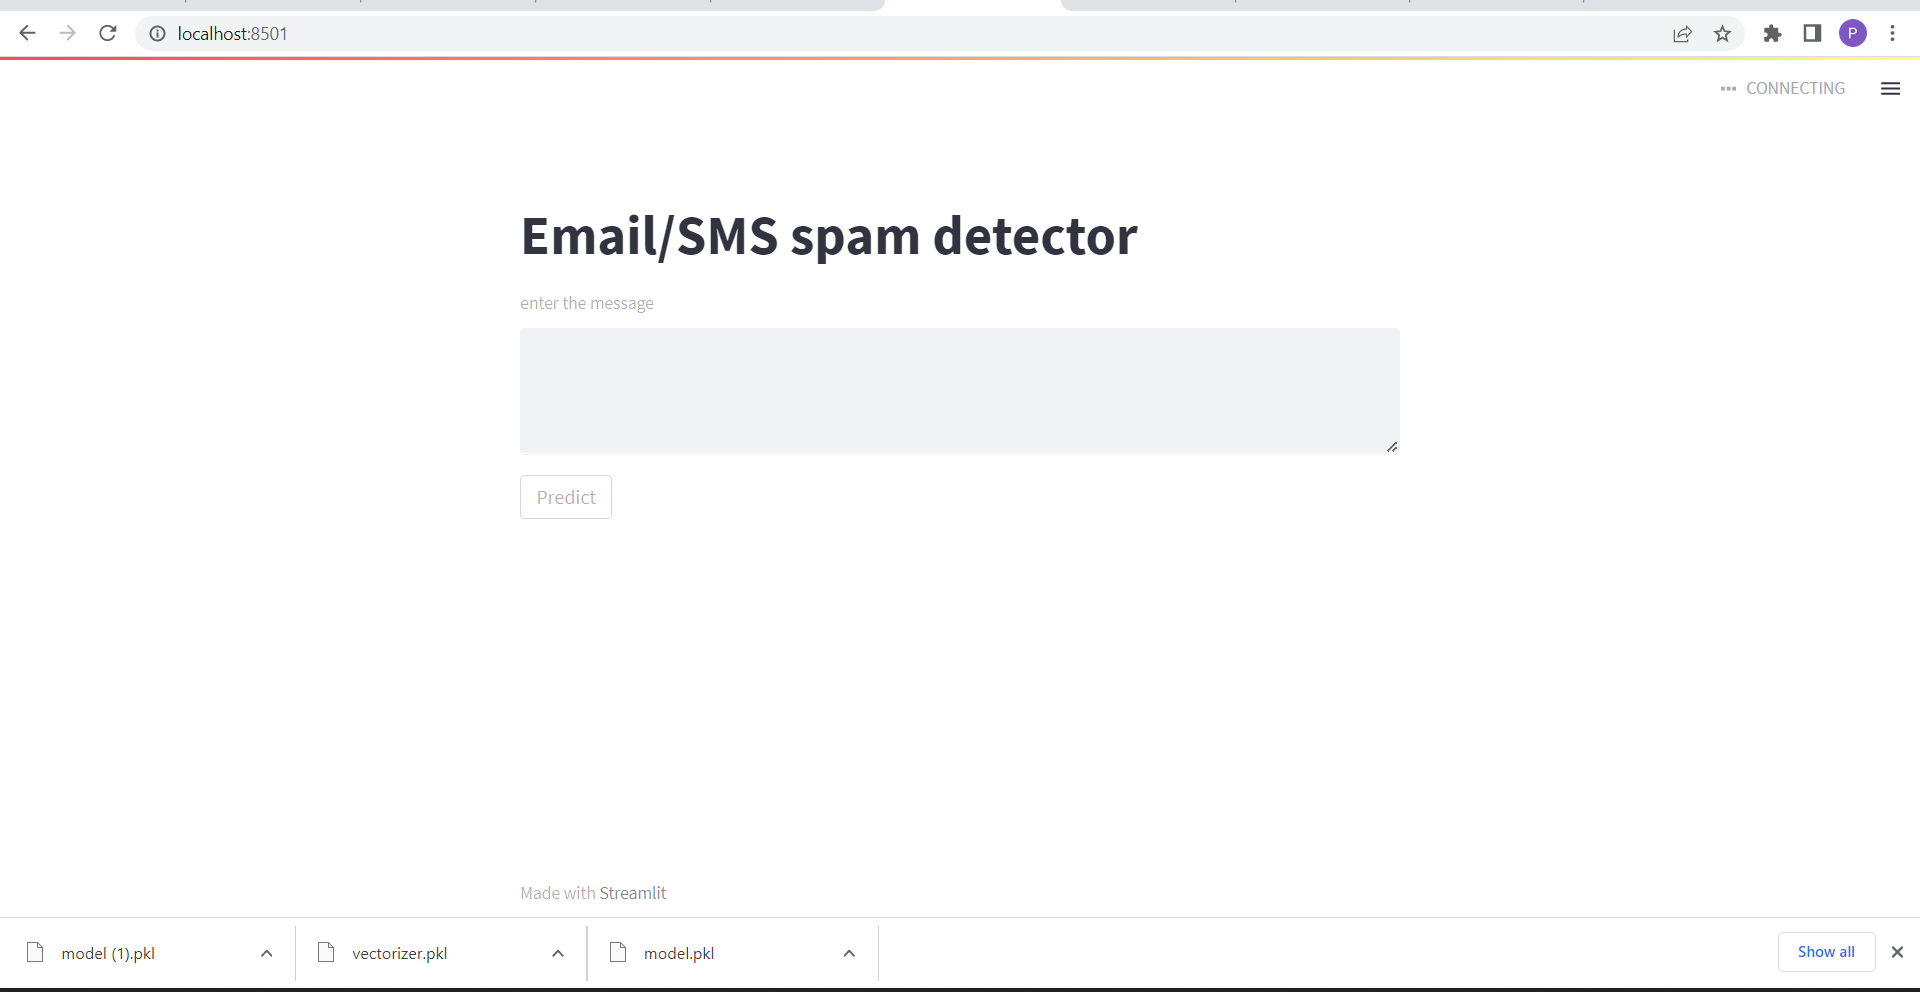 localhost:8501
P
CONNECTING
Email/SMS spam detector
enter the message
Predict
Made with Streamlit
model (1).pkl
vectorizer.pkl
model.pkl
Show all